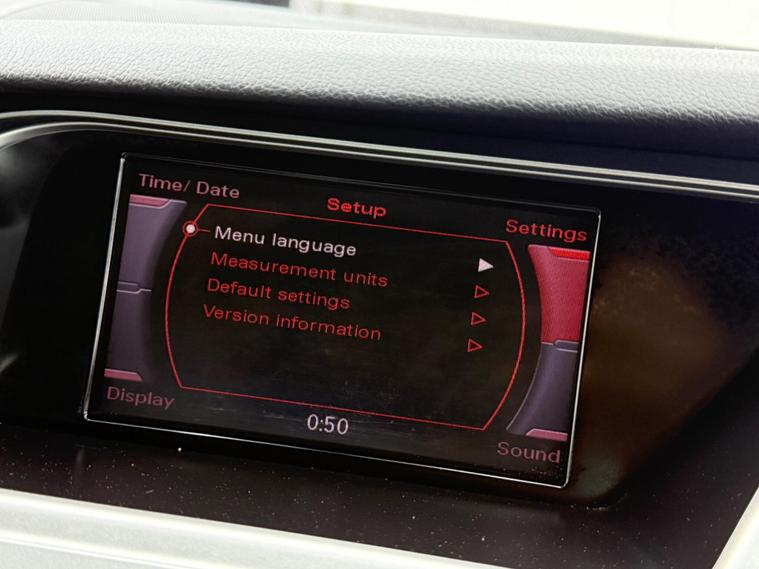 Time/ Date
Setup
Settings
Menu language
Measurement units
Default settings
Version information
Display
0:50
Sound